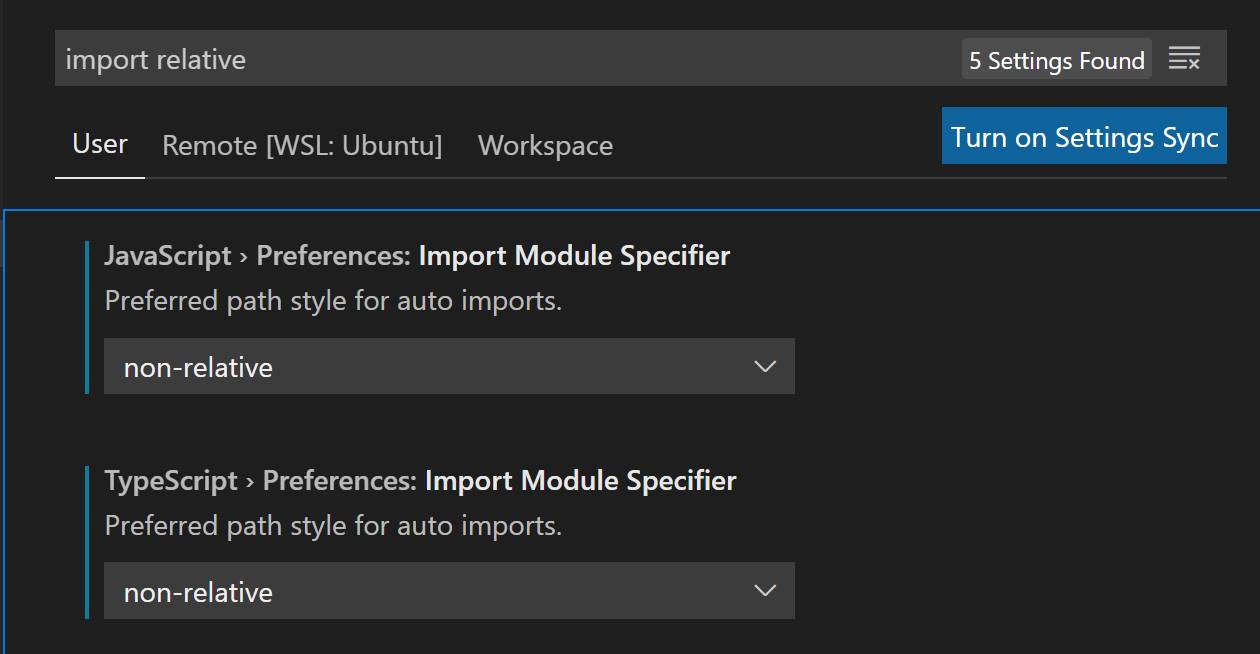 import relative
5 Settings Found
User Remote [WSL: Ubuntu] Workspace
Turn on Settings Sync
JavaScript › Preferences: Import Module Specifier
Preferred path style for auto imports.
non-relative
TypeScript › Preferences: Import Module Specifier
Preferred path style for auto imports.
non-relative